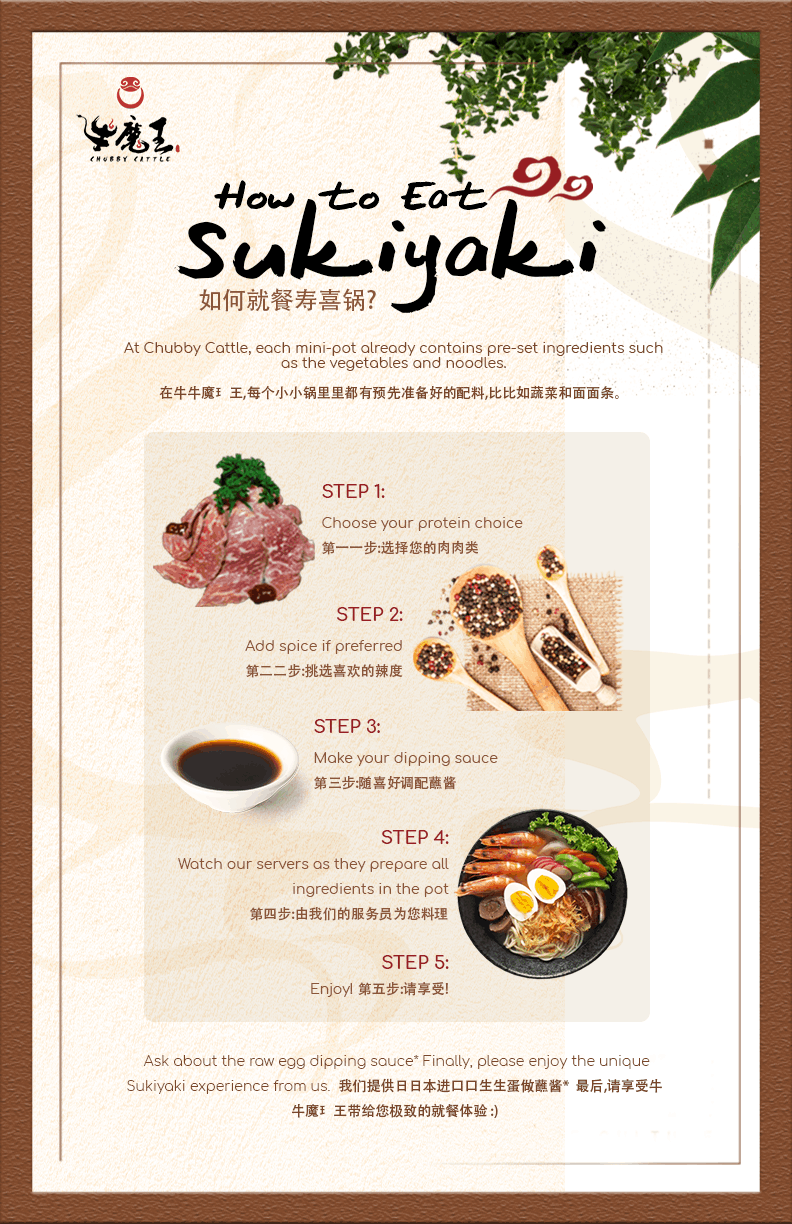 牛魔王
CHUBBY CATTLE
How to Eat
Sukiyaki
如何就餐寿喜锅?
At Chubby Cattle, each mini-pot already contains pre-set ingredients such
as the vegetables and noodles.
在牛牛魔⺩王,每个小小锅里里都有预先准备好的配料,比比如蔬菜和面面条。
STEP 1:
Choose your protein choice
第一一步:选择您的肉肉类
STEP 2:
Add spice if preferred
第二二步:挑选喜欢的辣度
STEP 3:
Make your dipping sauce
第三步:随喜好调配蘸酱
STEP 4:
Watch our servers as they prepare all
ingredients in the pot
第四步:由我们的服务员为您料理
STEP 5:
Enjoy! 第五步:请享受!
Ask about the raw egg dipping sauce* Finally, please enjoy the unique
Sukiyaki experience from us. 我们提供日日本进口口生生蛋做蘸酱* 最后,请享受牛
牛魔⺩王带给您极致的就餐体验 :)